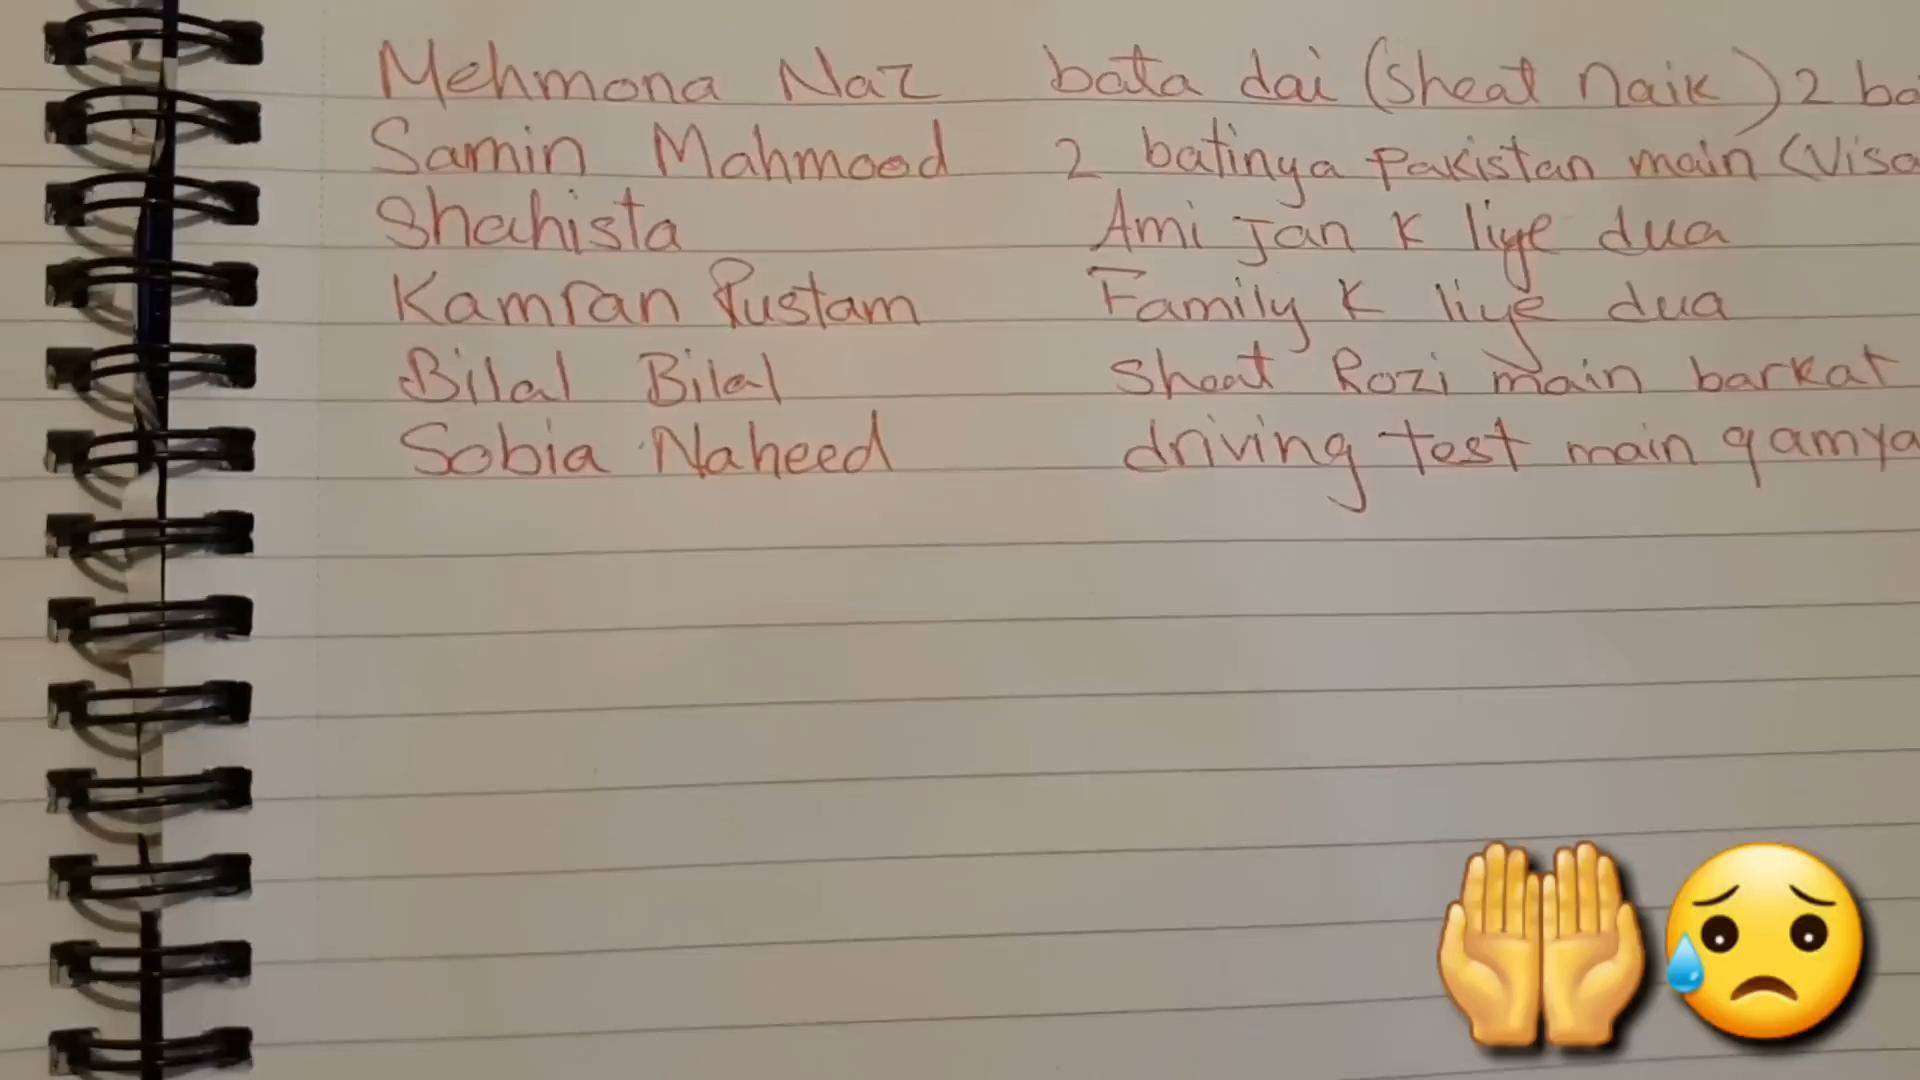 Mehmona Naz bata dai (Sheat Naik) 2 ba
Samin Mahmood 2 batinya pakistan main (Visa
Shahista Ami jan k liye dua
Kamran Rustam Family k liye dua
Bilal Bilal Sheat Rozi main barkat
Sobia Naheed driving test main qamya